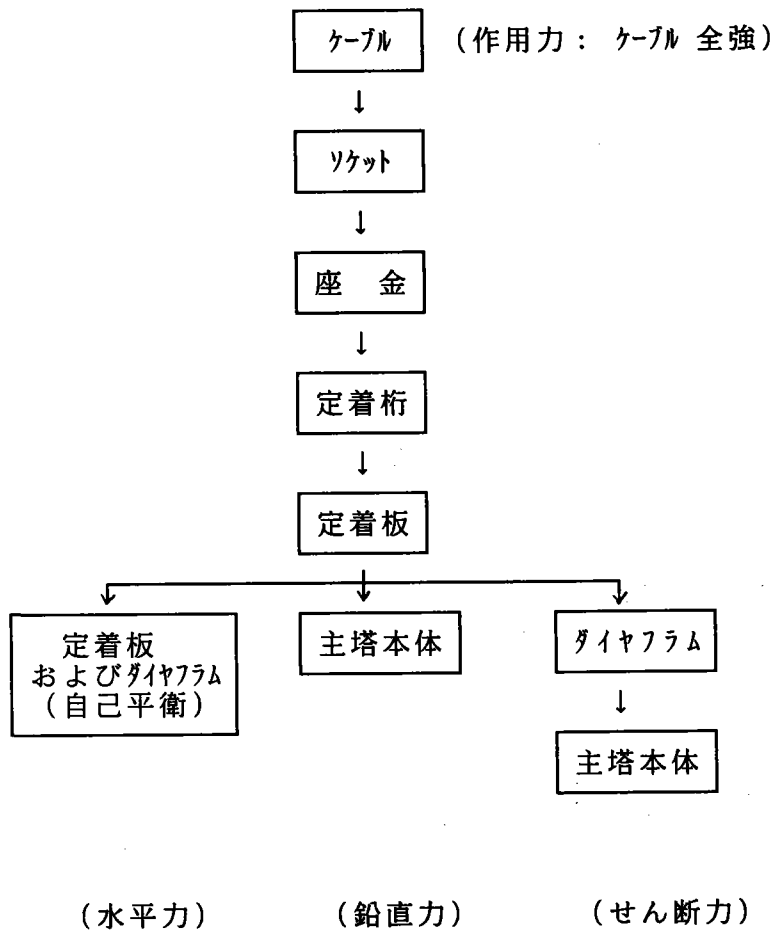 ケーブル (作用力： ケーブル 全強)
↓
ソケット
↓
座 金
↓
定着桁
↓
定着板
定着板
およびダイヤフラム
(自己平衡)
主塔本体
ダイヤフラム
↓
主塔本体
(水平力) (鉛直力) (せん断力)